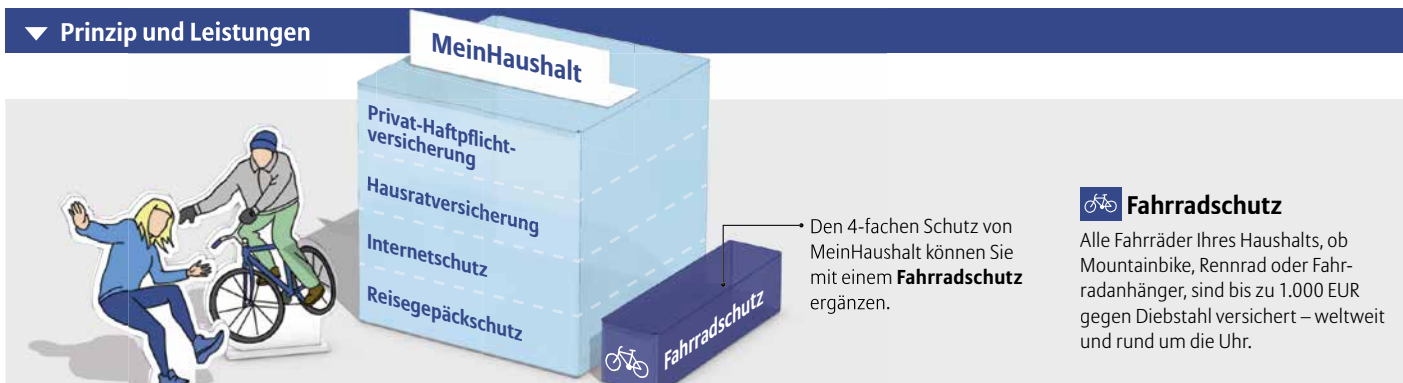 Prinzip und Leistungen
MeinHaushalt
Privat-Haftpflicht-
versicherung
Hausratversicherung
Internetschutz
Reisegepäckschutz
Fahrradschutz
Den 4-fachen Schutz von
MeinHaushalt können Sie
mit einem Fahrradschutz
ergänzen.
Fahrradschutz
Alle Fahrräder Ihres Haushalts, ob
Mountainbike, Rennrad oder Fahr-
radanhänger, sind bis zu 1.000 EUR
gegen Diebstahl versichert – weltweit
und rund um die Uhr.